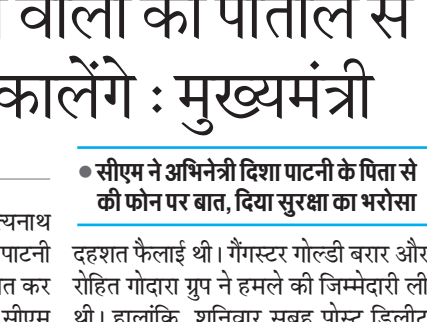 वालों को पाताल से
कालेंगे : मुख्यमंत्री
● सीएम ने अभिनेत्री दिशा पाटनी के पिता से
की फोन पर बात, दिया सुरक्षा का भरोसा
त्यनाथ
पाटनी
त कर
सीएम
दहशत फैलाई थी। गैंगस्टर गोल्डी बरार और
रोहित गोदारा ग्रुप ने हमले की जिम्मेदारी ली
थी। हालांकि, शनिवार सुबह पोस्ट डिलीट